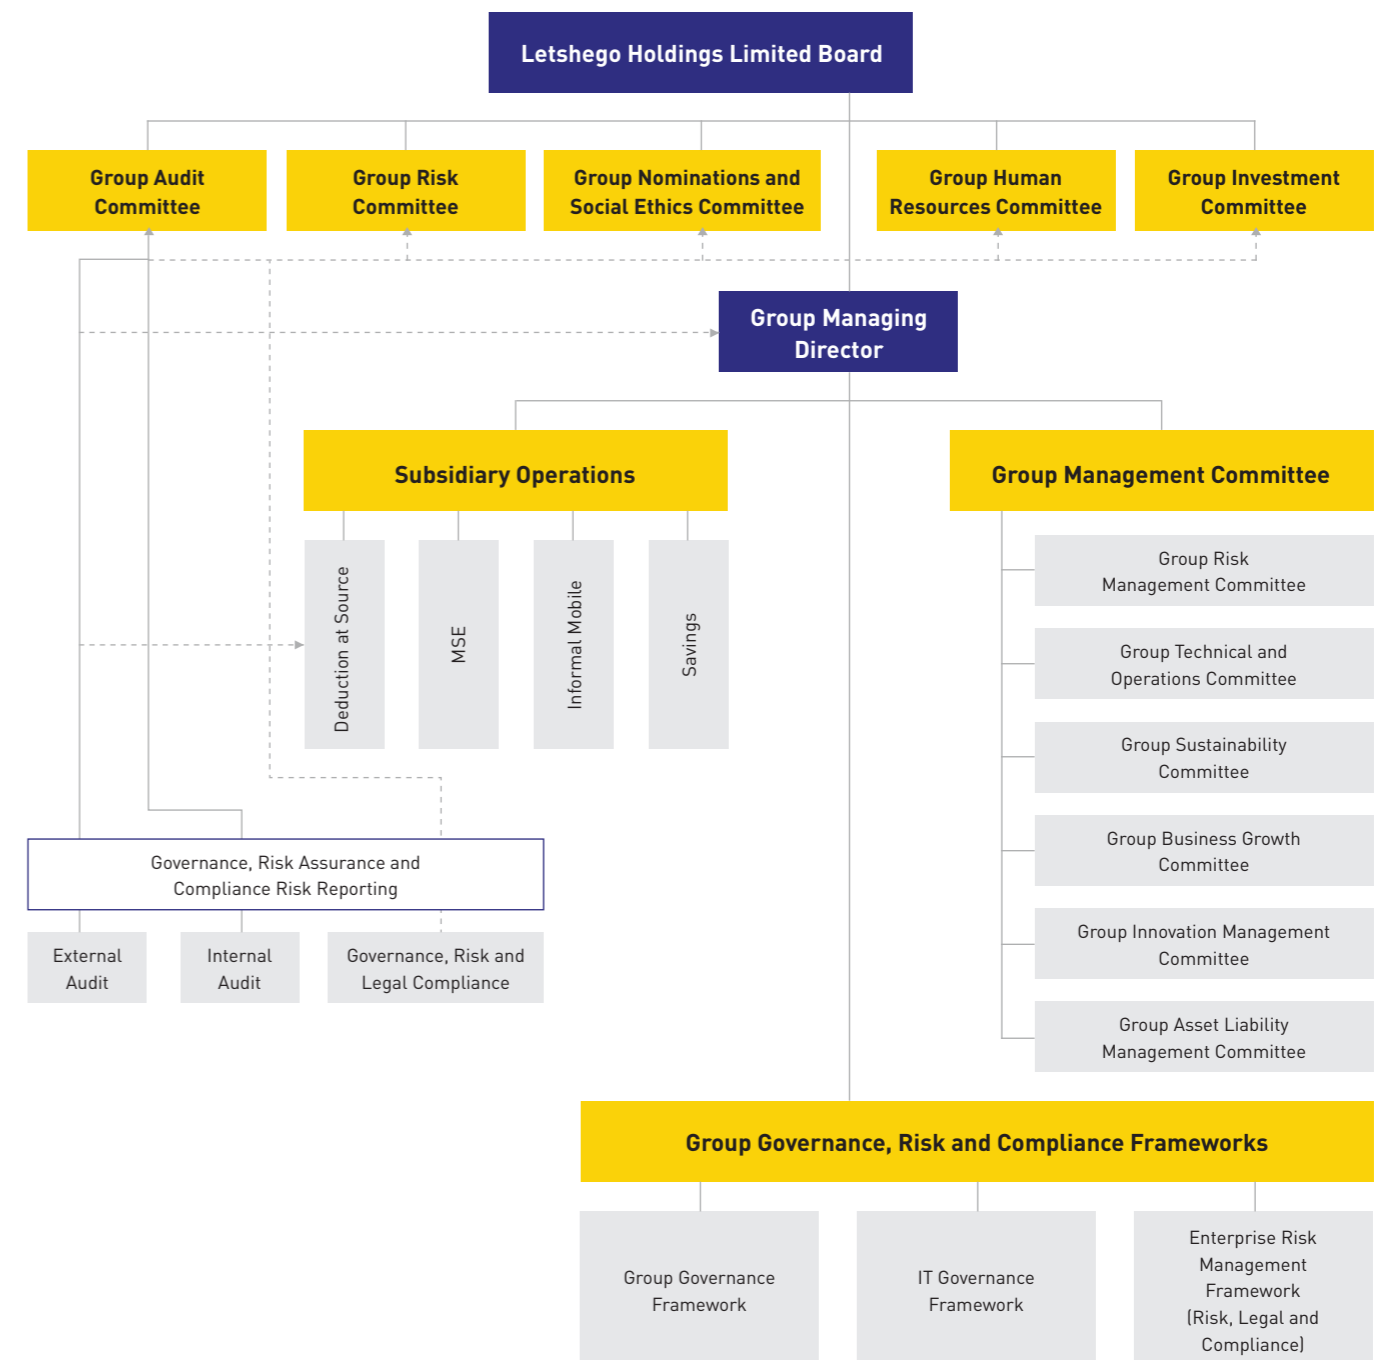 Letshego Holdings Limited Board
Group Audit
Committee
Group Risk
Committee
Group Nominations and
Social Ethics Committee
Group Human
Resources Committee
Group Investment
Committee
Group Managing
Director
Subsidiary Operations
Group Management Committee
Deduction at Source
MSE
Informal Mobile
Savings
Group Risk
Management Committee
Group Technical and
Operations Committee
Group Sustainability
Committee
Group Business Growth
Committee
Group Innovation Management
Committee
Group Asset Liability
Management Committee
Governance, Risk Assurance and
Compliance Risk Reporting
External
Audit
Internal
Audit
Governance, Risk and
Legal Compliance
Group Governance, Risk and Compliance Frameworks
Group Governance
Framework
IT Governance
Framework
Enterprise Risk
Management
Framework
(Risk, Legal and
Compliance)